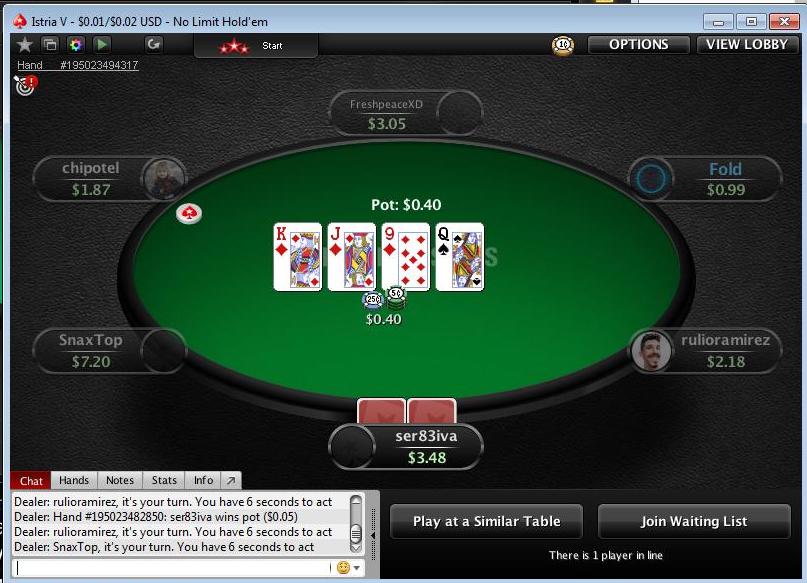 Istria V - $0.01/$0.02 USD - No Limit Hold'em
Start
1¢
OPTIONS
VIEW LOBBY
Hand #195023494317
FreshpeaceXD
$3.05
chipotel
$1.87
Fold
$0.99
Pot: $0.40
K
J
9
Q
25¢
5¢
$0.40
SnaxTop
$7.20
rulioramirez
$2.18
ser83iva
$3.48
Chat
Hands
Notes
Stats
Info
Dealer: rulioramirez, it's your turn. You have 6 seconds to act
Dealer: Hand #195023482850: ser83iva wins pot ($0.05)
Dealer: rulioramirez, it's your turn. You have 6 seconds to act
Dealer: SnaxTop, it's your turn. You have 6 seconds to act
Play at a Similar Table
Join Waiting List
There is 1 player in line